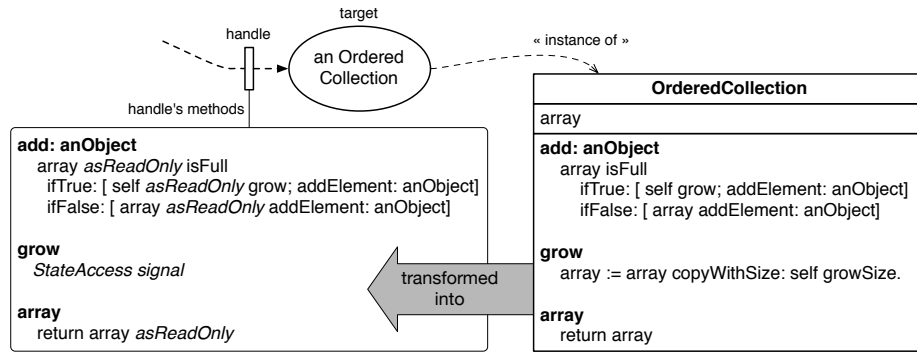 target
handle
an Ordered
Collection
« instance of »
handle's methods
add: anObject
array asReadOnly isFull
ifTrue: [ self asReadOnly grow; addElement: anObject]
ifFalse: [ array asReadOnly addElement: anObject]
grow
StateAccess signal
array
return array asReadOnly
transformed
into
OrderedCollection
array
add: anObject
array isFull
ifTrue: [ self grow; addElement: anObject]
ifFalse: [ array addElement: anObject]
grow
array := array copyWithSize: self growSize.
array
return array